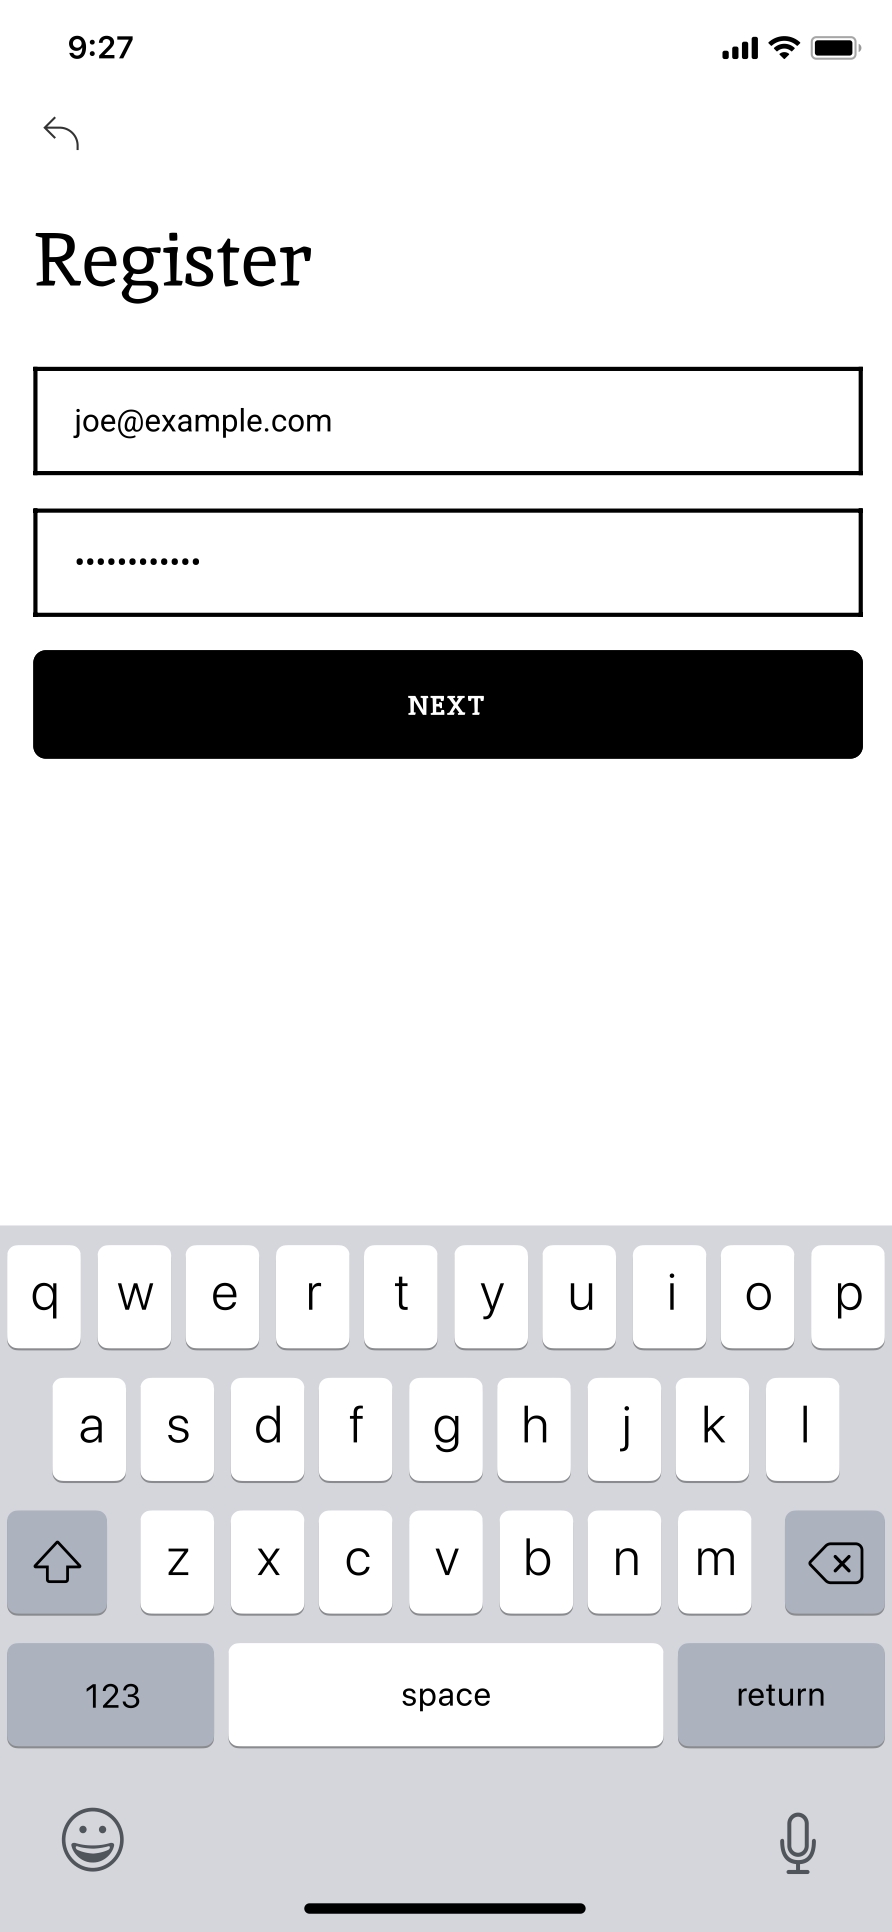 9:27
Register
joe@example.com
••••••••••••
NEXT
q w e r t y u i o p
a s d f g h j k l
z x c v b n m
123 space return